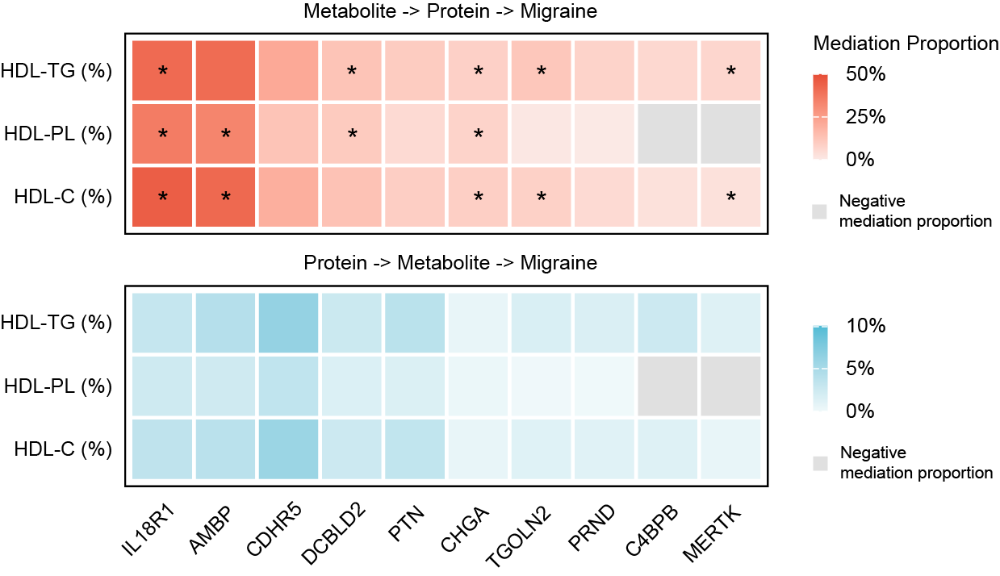 Metabolite -> Protein -> Migraine
HDL-TG (%)
* * * * *
HDL-PL (%)
* * * *
HDL-C (%)
* * * * *
Mediation Proportion
50%
25%
0%
Negative
mediation proportion
Protein -> Metabolite -> Migraine
HDL-TG (%)
HDL-PL (%)
HDL-C (%)
10%
5%
0%
Negative
mediation proportion
IL18R1
AMBP
CDHR5
DCBLD2
PTN
CHGA
TGOLN2
PRND
C4BPB
MERTK